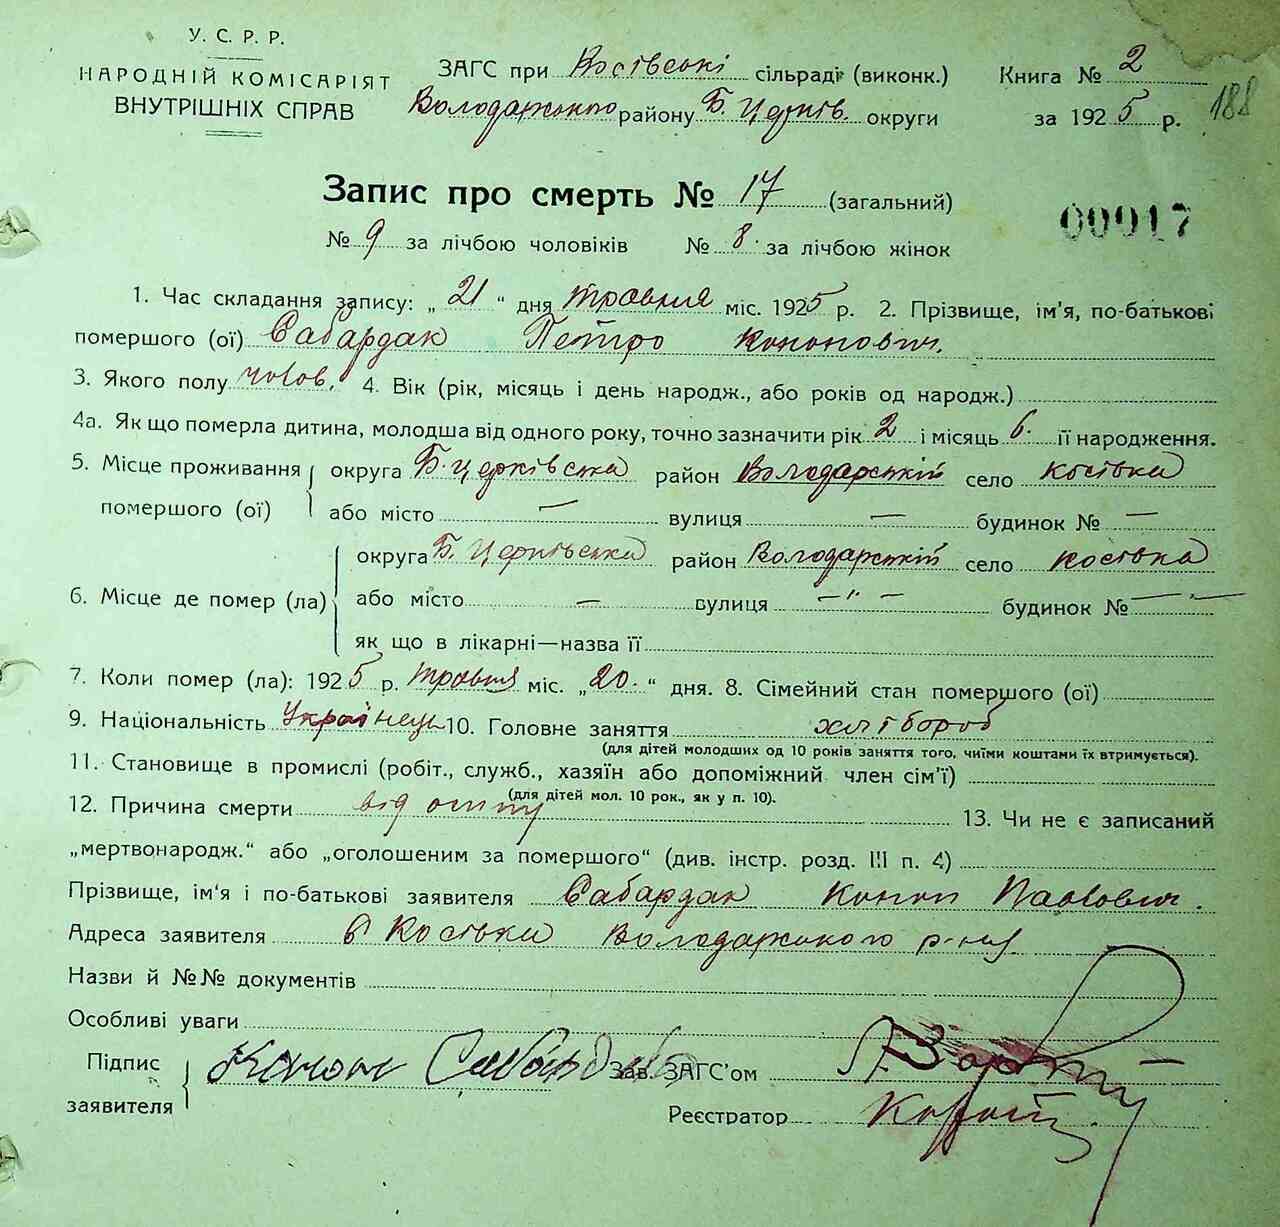 У. С. Р. Р.
НАРОДНІЙ КОМІСАРІЯТ
ВНУТРІШНІХ СПРАВ
ЗАГС при Косівські сільраді (виконк.)
Володарського району Б. Церків. округи
Книга № 2
за 1925 р.
188
Запис про смерть № 17 (загальний)
№ 9 за лічбою чоловіків № 8. за лічбою жінок
00017
1. Час складання запису: „ 21 “ дня травмя міс. 1925 р. 2. Прізвище, ім'я, по-батькові
помершого (ої) Сабардак Петро Кононович.
3. Якого полу чолов. 4. Вік (рік, місяць і день народж., або років од народж.)
4а. Як що померла дитина, молодша від одного року, точно зазначити рік 2 і місяць 6. її народження.
5. Місце проживання помершого (ої) округа Б. Церківська район Володарській село Косівка
або місто — вулиця — будинок № —
6. Місце де помер (ла) округа Б. Церківська район Володарській село Косівка
або місто — вулиця —"— будинок № —"—
як що в лікарні—назва її
7. Коли помер (ла): 1925 р. травмя міс. „ 20. “ дня. 8. Сімейний стан помершого (ої)
9. Національність Українець 10. Головне заняття хлібороб
(для дітей молодших од 10 років заняття того, чиїми коштами їх втримується).
11. Становище в промислі (робіт., служб., хазяїн або допоміжний член сім'ї)
(для дітей мол. 10 рок., як у п. 10).
12. Причина смерти від оспи 13. Чи не є записаний
„мертвонародж.“ або „оголошеним за помершого“ (див. інстр. розд. III п. 4)
Прізвище, ім'я і по-батькові заявителя Сабардак Конон Павлович.
Адреса заявителя в Косівка Володарського р-ну
Назви й №№ документів
Особливі уваги
Підпис заявителя Конон Сабардак
Зав. ЗАГС'ом
Реєстратор